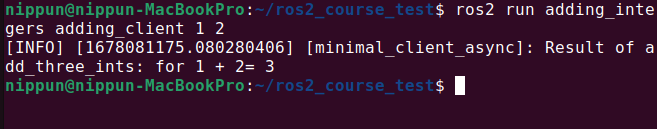 nippun@nippun-MacBookPro:~/ros2_course_test$ ros2 run adding_inte
gers adding_client 1 2
[INFO] [1678081175.080280406] [minimal_client_async]: Result of a
dd_three_ints: for 1 + 2= 3
nippun@nippun-MacBookPro:~/ros2_course_test$